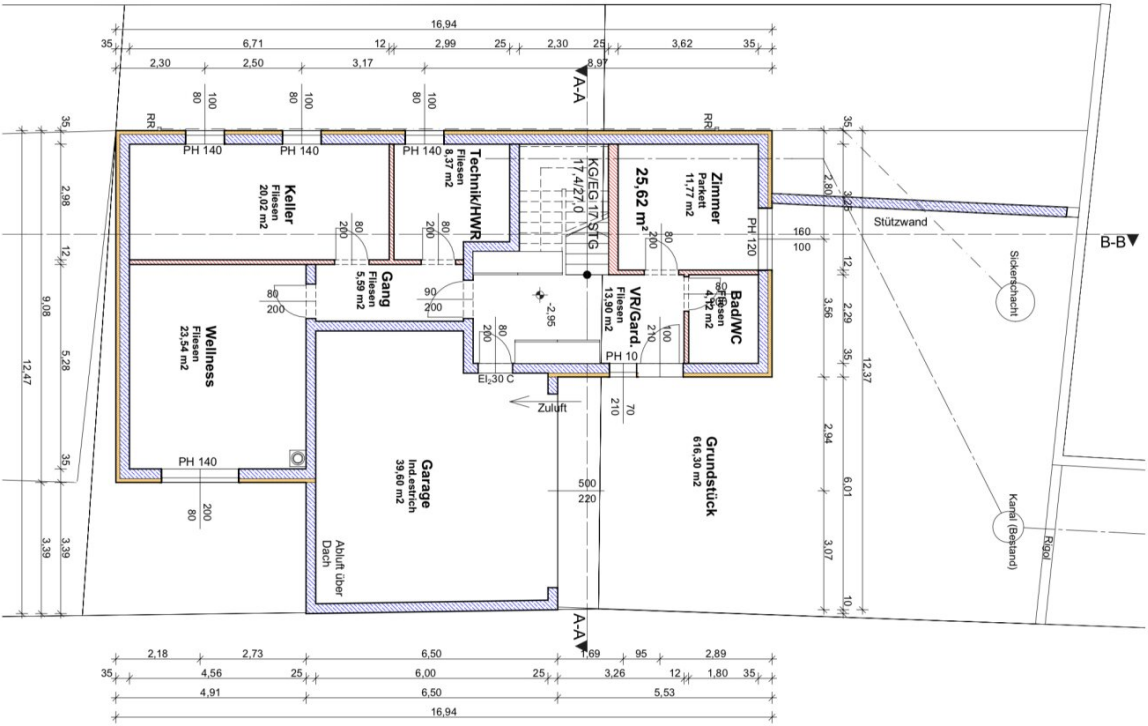 16,94
35 6,71 12 2,99 25 2,30 25 3,62 35
2,30 2,50 3,17 8,97
80 100
80 100
80 100
A-A
RR
RR
PH 140
PH 140
PH 140
Keller
Fliesen
20,02 m2
Technik/HWR
Fliesen
8,37 m2
KG/EG 17 STG
17,4/27,0
25,62 m²
Zimmer
Parkett
11,77 m2
PH 120
160
100
Stützwand
B-B
Sickerschacht
80
200
80
200
80
200
Gang
Fliesen
5,59 m2
80
200
90
200
-2,95
VR/Gard.
Fliesen
13,90 m2
Bad/WC
Fliesen
4,12 m2
80
200
80
EI₂30 C
PH 10
100
210
70
210
Zuluft
Wellness
Fliesen
23,54 m2
PH 140
200
80
Garage
Ind.estrich
39,60 m2
Abluft über
Dach
500
220
Grundstück
616,30 m2
Kanal (Bestand)
Rigol
35 2,98 12 5,28 35 3,39
9,08 3,39
12,47
2,80 3,56 2,94 3,07
35 3,25 12 2,29 35 6,01 10
12,37
A-A
2,18 2,73 6,50 1,69 95 2,89
35 4,56 25 6,00 25 3,26 12 1,80 35
4,91 6,50 5,53
16,94